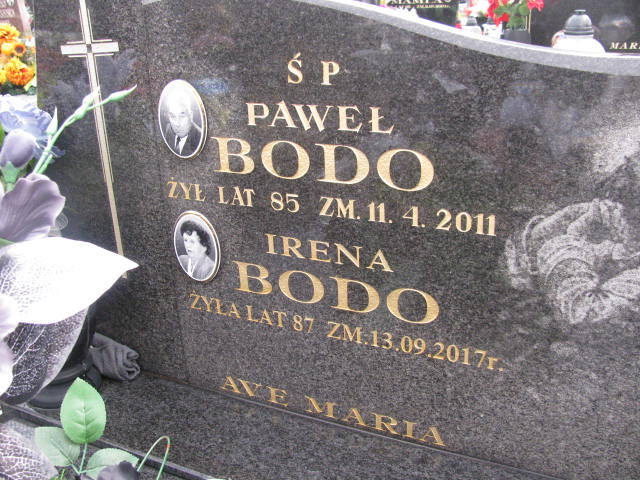 Ś P
PAWEŁ
BODO
ŻYŁ LAT 85 ZM. 11. 4. 2011
IRENA
BODO
ŻYŁA LAT 87 ZM.13.09.2017r.
AVE MARIA